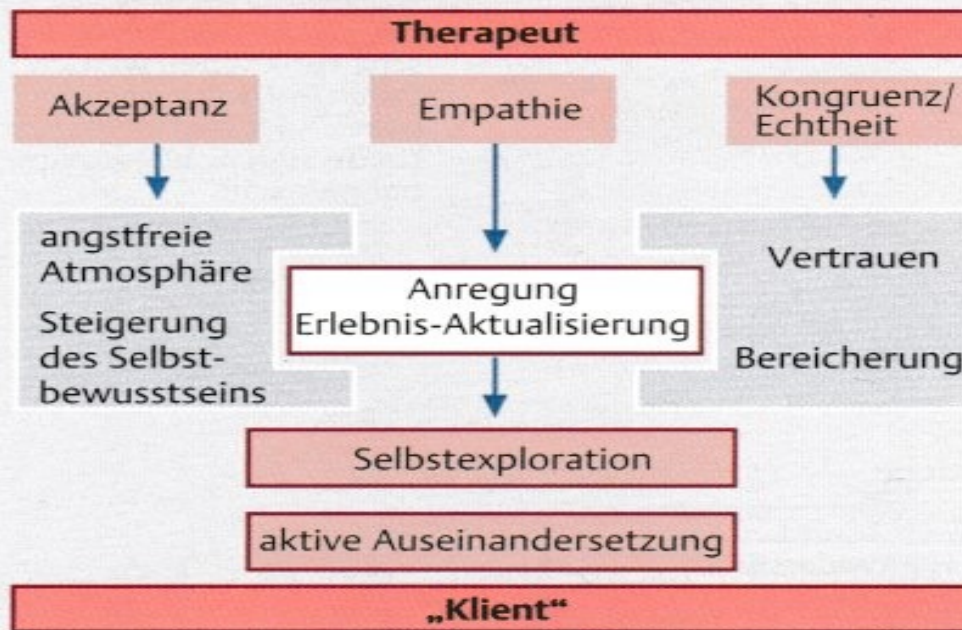 Therapeut
Akzeptanz
Empathie
Kongruenz/
Echtheit
angstfreie
Atmosphäre
Steigerung
des Selbst-
bewusstseins
Anregung
Erlebnis-Aktualisierung
Vertrauen
Bereicherung
Selbstexploration
aktive Auseinandersetzung
„Klient“